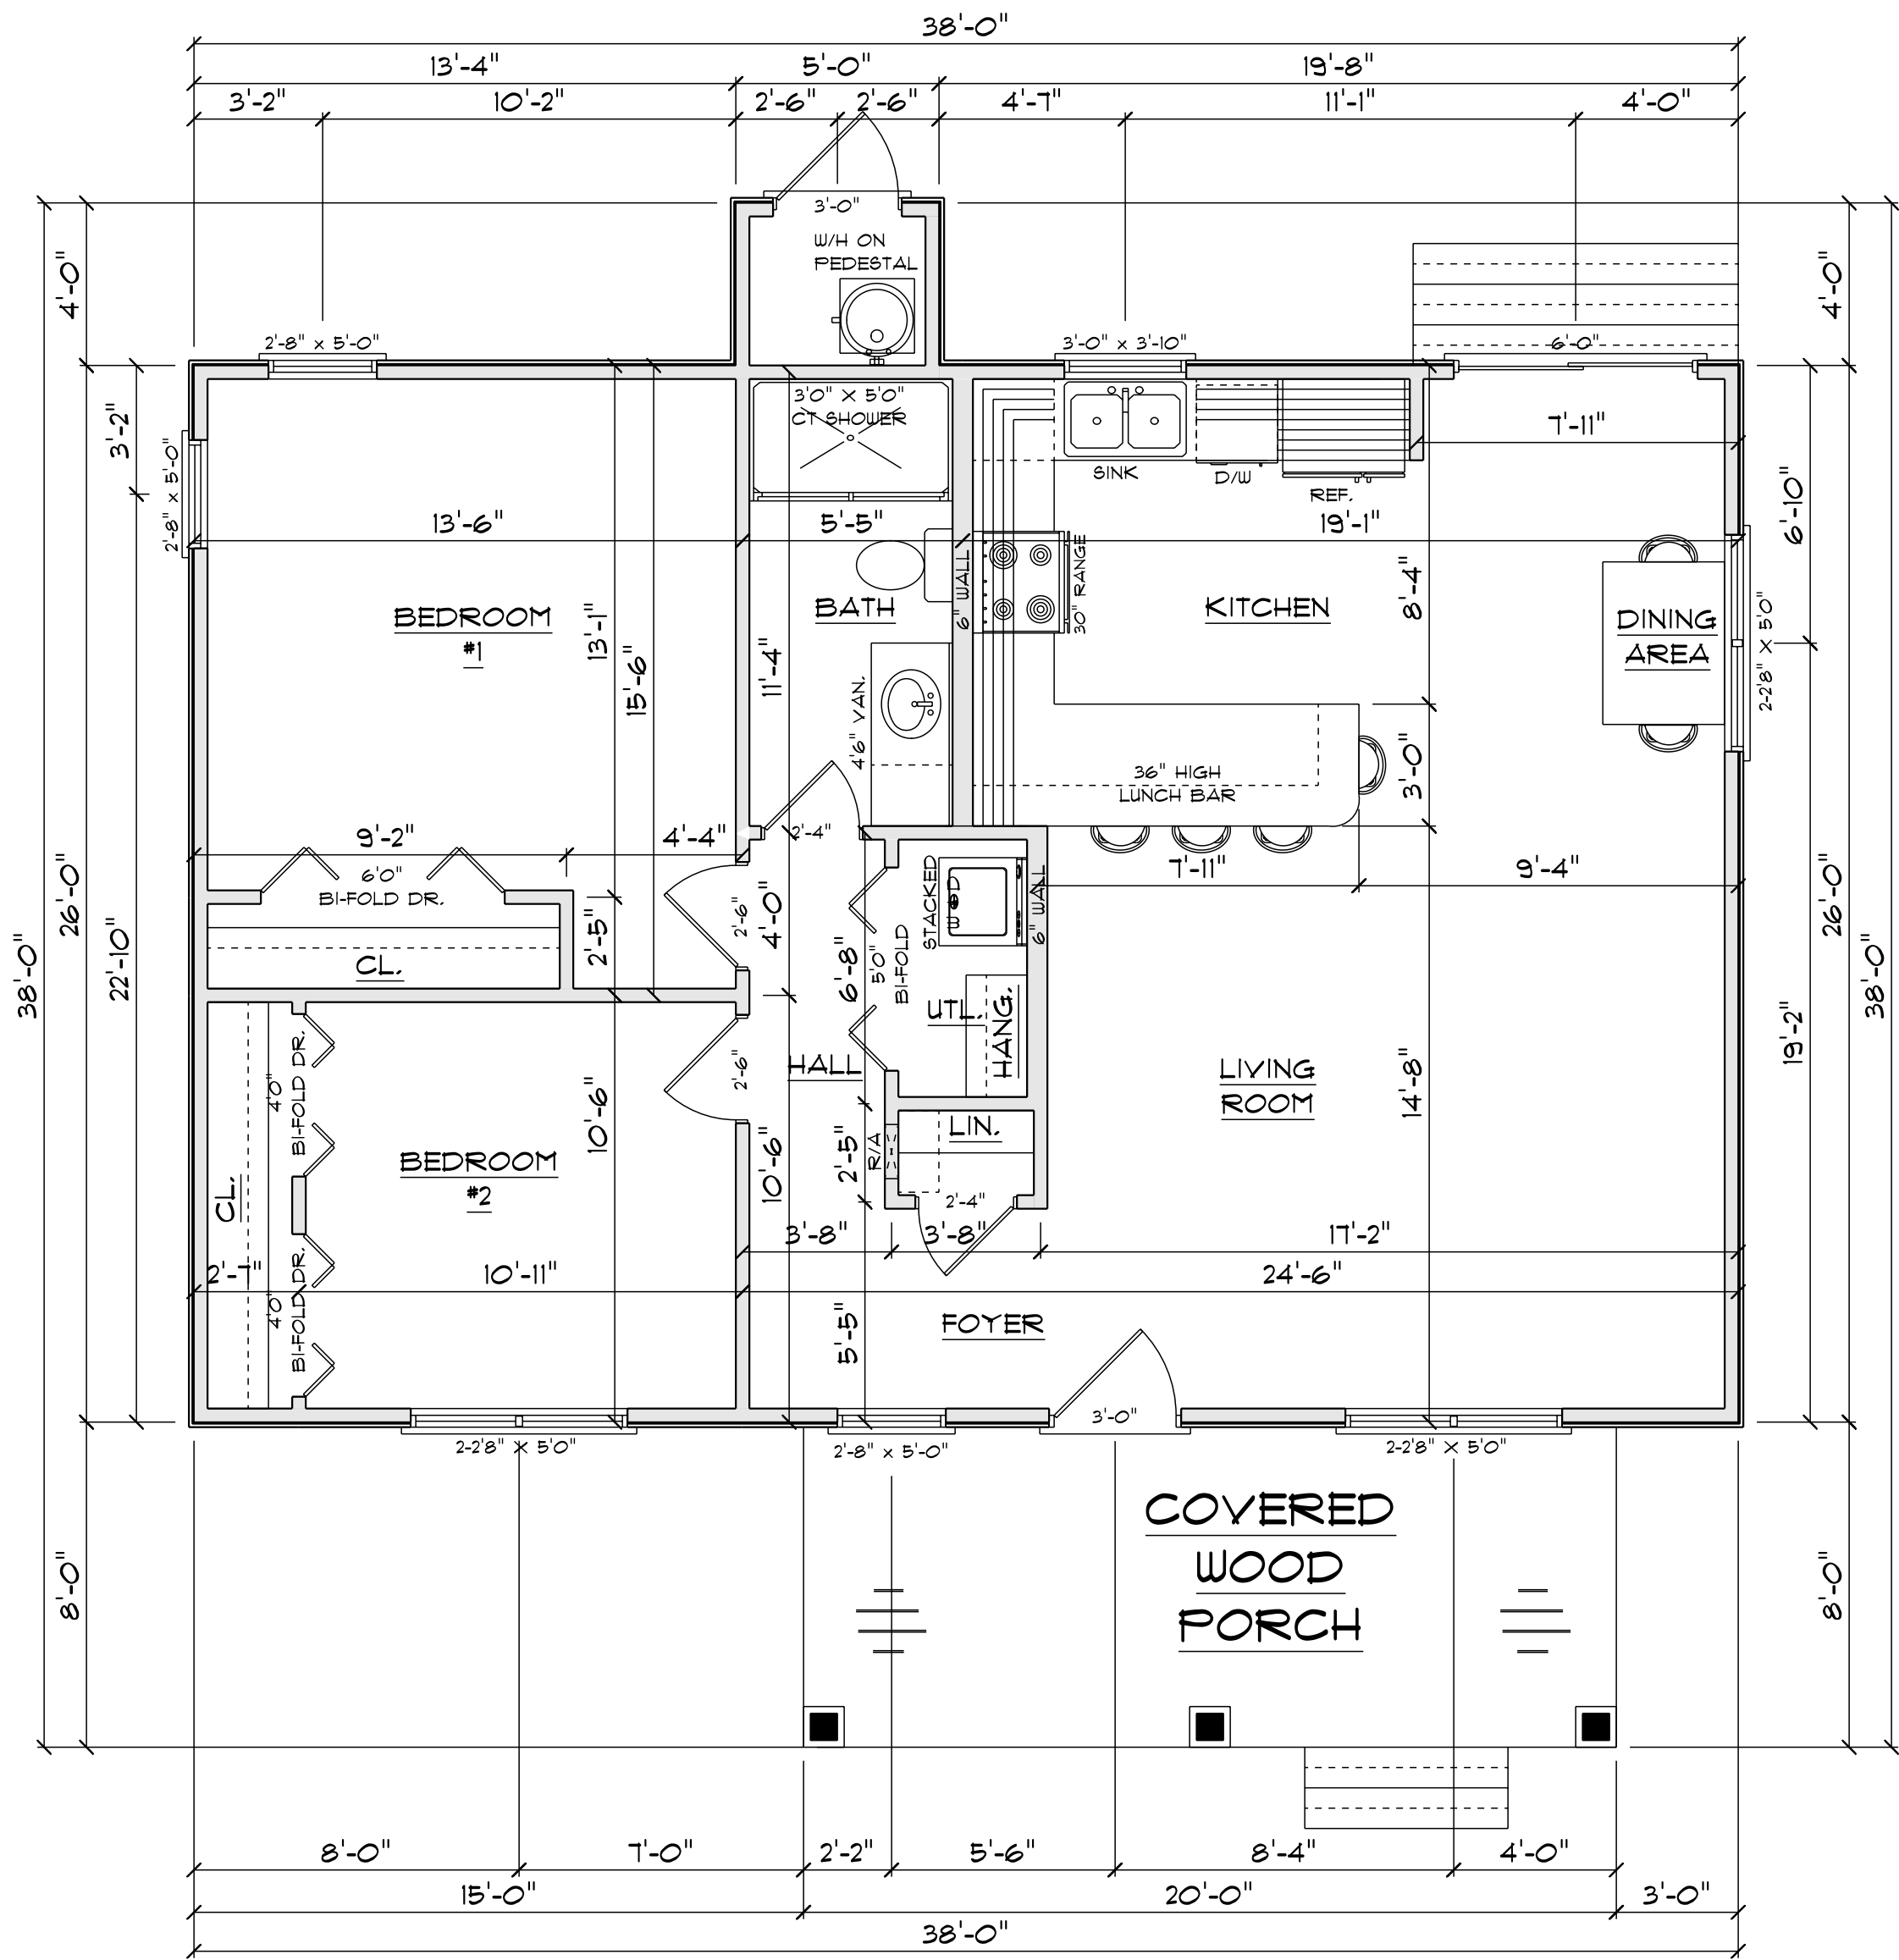 38'-0"
13'-4" 5'-0" 19'-8"
3'-2" 10'-2" 2'-6" 2'-6" 4'-7" 11'-1" 4'-0"
3'-0"
W/H ON
PEDESTAL
4'-0"
4'-0"
2'-8" x 5'-0"
3'-0" x 3'-10"
6'-0"
3'-2"
2'-8" x 5'-0"
3'0" X 5'0"
CT SHOWER
SINK
D/W
REF.
7'-11"
6'-10"
13'-6" 5'-5" 19'-1"
6" WALL
30" RANGE
8'-4"
BEDROOM
#1
13'-1"
15'-6"
BATH
11'-4"
4'6" VAN.
KITCHEN
DINING
AREA
2-2'8" X 5'0"
36" HIGH
LUNCH BAR
3'-0"
9'-2" 4'-4"
2'-4"
7'-11" 9'-4"
6'0"
BI-FOLD DR.
CL.
2'-5"
2'-6"
4'-0"
6'-8"
5'0"
BI-FOLD
STACKED
W&D
6" WALL
26'-0"
22'-10"
38'-0"
26'-0"
38'-0"
19'-2"
UTL.
HANG.
HALL
2'-6"
LIVING
ROOM
14'-8"
4'0"
BI-FOLD DR.
10'-6"
BEDROOM
#2
CL.
10'-6"
2'-5"
R/A
LIN.
2'-4"
3'-8" 3'-8" 17'-2"
2'-7" 10'-11" 24'-6"
4'0"
BI-FOLD DR.
5'-5"
FOYER
3'-0"
2-2'8" X 5'0"
2'-8" x 5'-0"
2-2'8" X 5'0"
COVERED
WOOD
PORCH
8'-0"
8'-0"
8'-0" 7'-0" 2'-2" 5'-6" 8'-4" 4'-0"
15'-0" 20'-0" 3'-0"
38'-0"